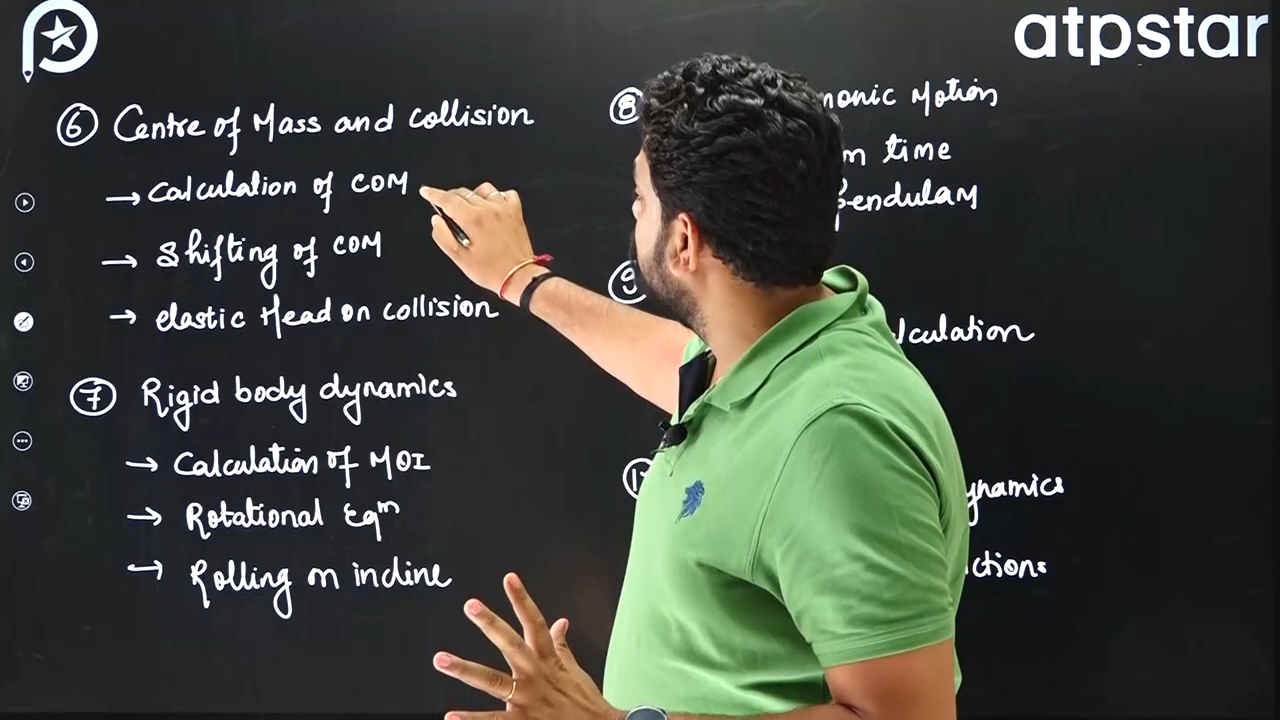 atpstar
6 Centre of Mass and collision
→ Calculation of COM
→ Shifting of COM
→ elastic Head on collision
7 Rigid body dynamics
→ Calculation of MOI
→ Rotational Eqm
→ Rolling on incline
8 monic Motion
m time
Pendulam
9
lculation
ynamics
ctions